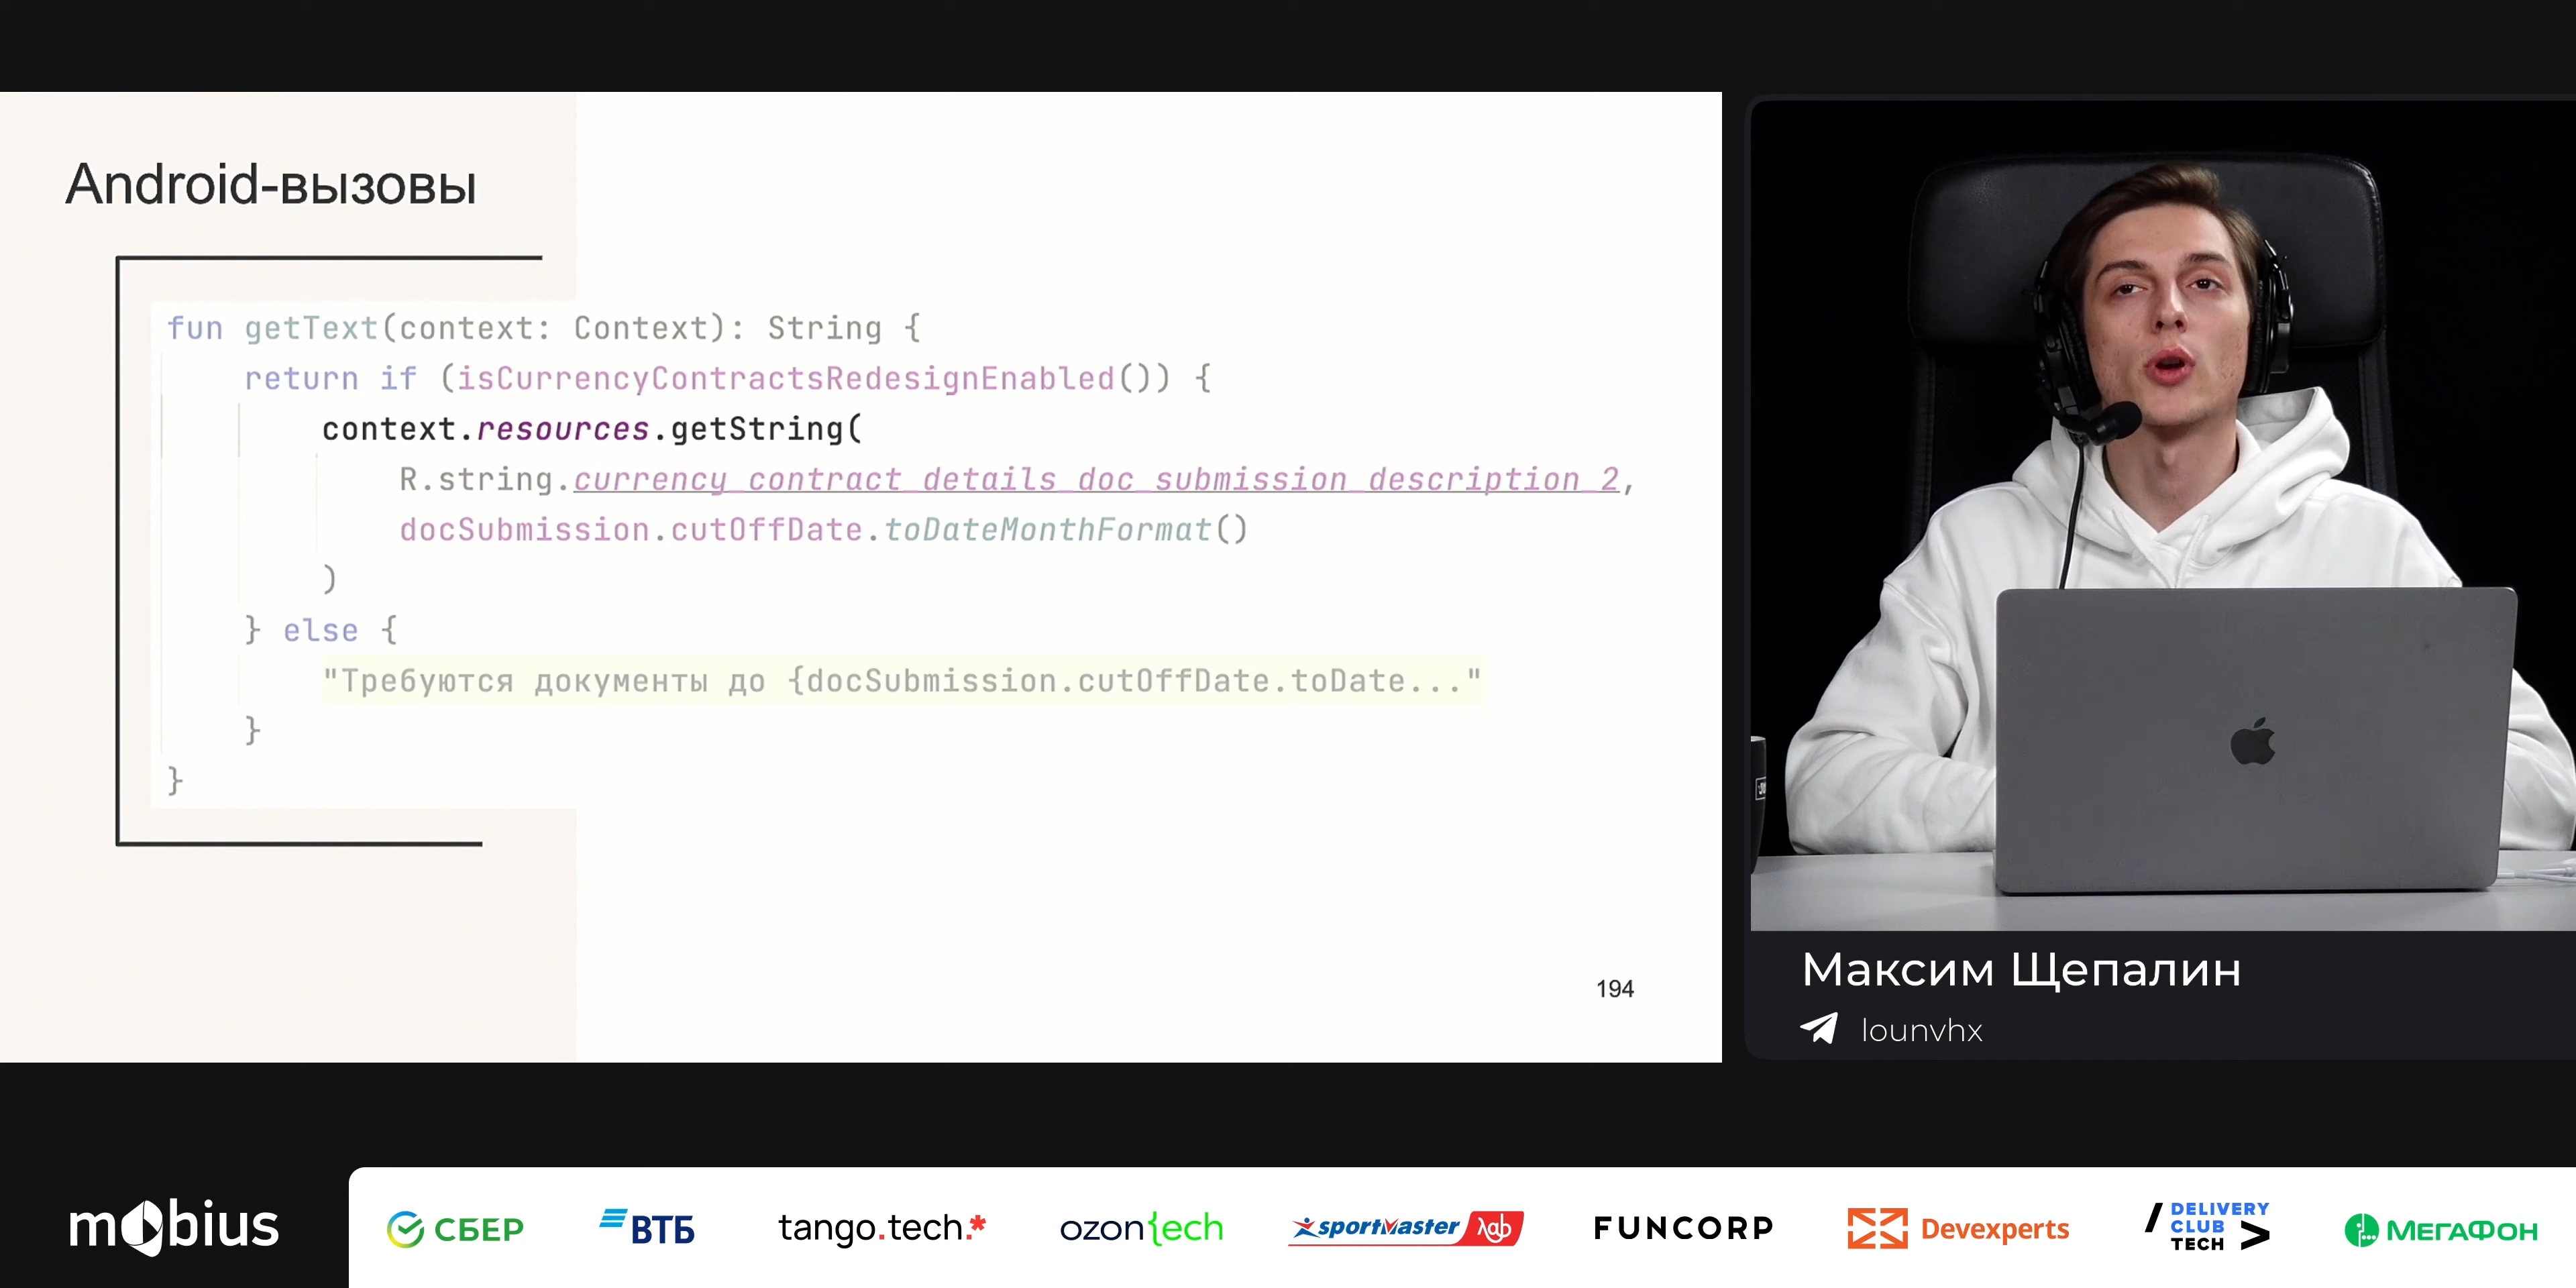 Android-вызовы
fun getText(context: Context): String {
return if (isCurrencyContractsRedesignEnabled()) {
context.resources.getString(
R.string.currency_contract_details_doc_submission_description_2,
docSubmission.cutOffDate.toDateMonthFormat()
)
} else {
"Требуются документы до {docSubmission.cutOffDate.toDate..."
}
}
194
Максим Щепалин
lounvhx
mobius
СБЕР
ВТБ
tango.tech.*
ozon{ech
sportmaster lab
FUNCORP
Devexperts
/ DELIVERY
CLUB
TECH >
МЕГАФОН